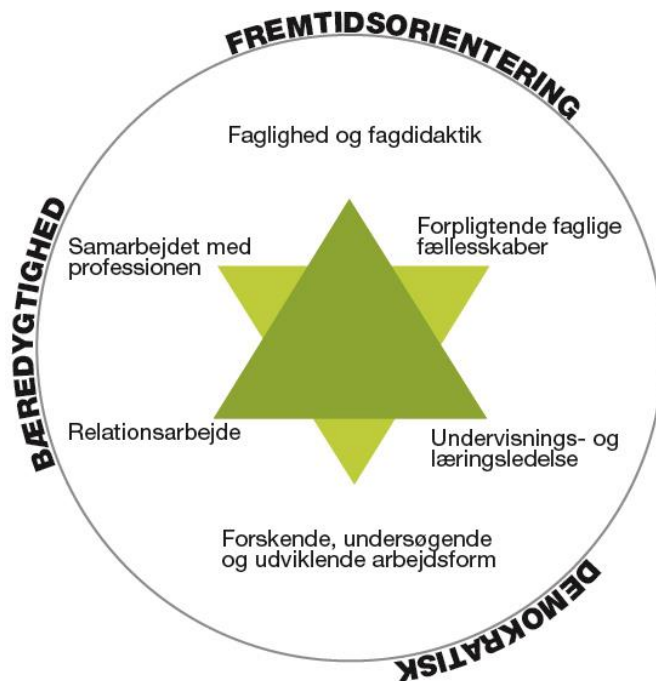 FREMTIDSORIENTERING
Faglighed og fagdidaktik
Samarbejdet med
professionen
Forpligtende faglige
fællesskaber
BÆREDYGTIGHED
Relationsarbejde
Undervisnings- og
læringsledelse
Forskende, undersøgende
og udviklende arbejdsform
DEMOKRATISK